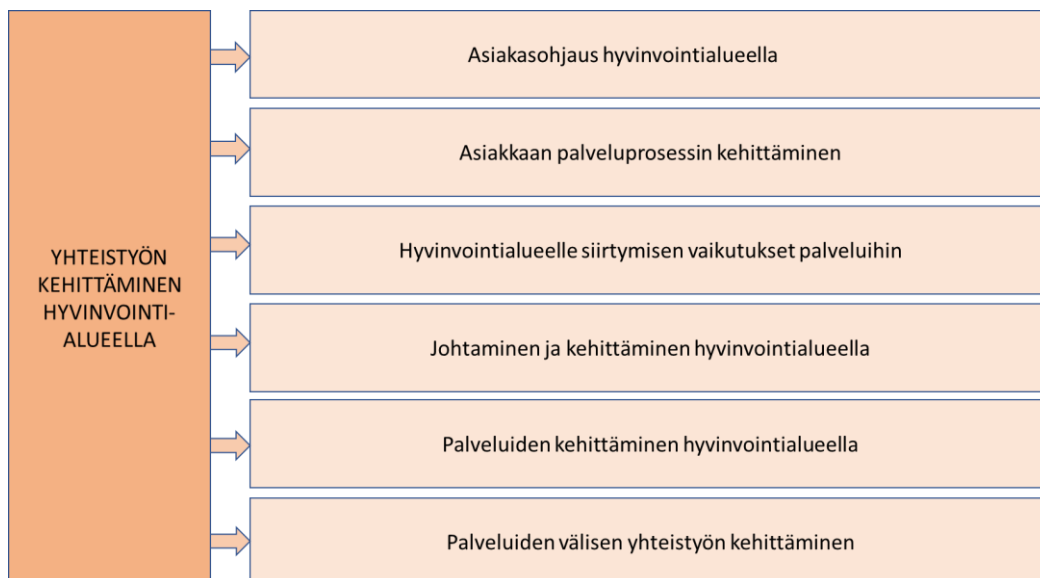 YHTEISTYÖN
KEHITTÄMINEN
HYVINVOINTI-
ALUEELLA
Asiakasohjaus hyvinvointialueella
Asiakkaan palveluprosessin kehittäminen
Hyvinvointialueelle siirtymisen vaikutukset palveluihin
Johtaminen ja kehittäminen hyvinvointialueella
Palveluiden kehittäminen hyvinvointialueella
Palveluiden välisen yhteistyön kehittäminen